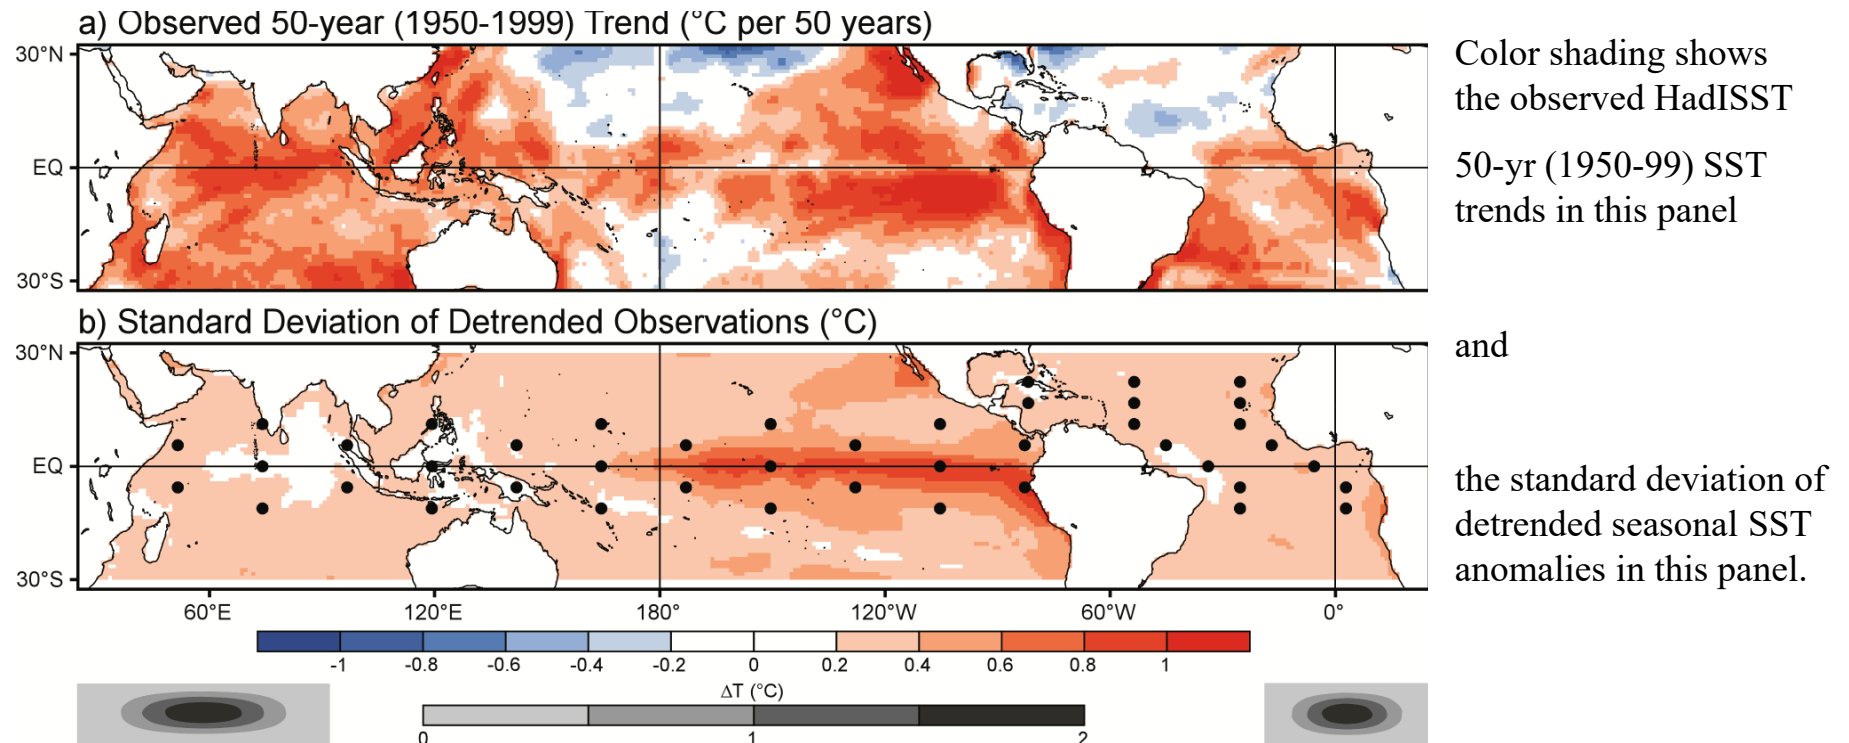 a) Observed 50-year (1950-1999) Trend (°C per 50 years)
30°N
EQ
30°S
Color shading shows
the observed HadISST
50-yr (1950-99) SST
trends in this panel
b) Standard Deviation of Detrended Observations (°C)
30°N
EQ
30°S
60°E 120°E 180° 120°W 60°W 0°
and
the standard deviation of
detrended seasonal SST
anomalies in this panel.
-1 -0.8 -0.6 -0.4 -0.2 0 0.2 0.4 0.6 0.8 1
ΔT (°C)
0 1 2